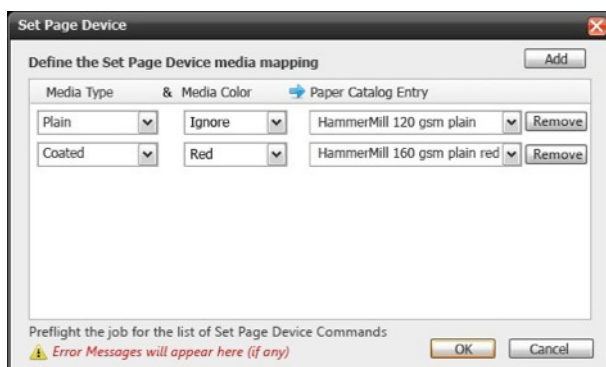 Set Page Device
Define the Set Page Device media mapping Add
Media Type & Media Color Paper Catalog Entry
Plain Ignore HammerMill 120 gsm plain Remove
Coated Red HammerMill 160 gsm plain red Remove
Preflight the job for the list of Set Page Device Commands
Error Messages will appear here (if any) OK Cancel